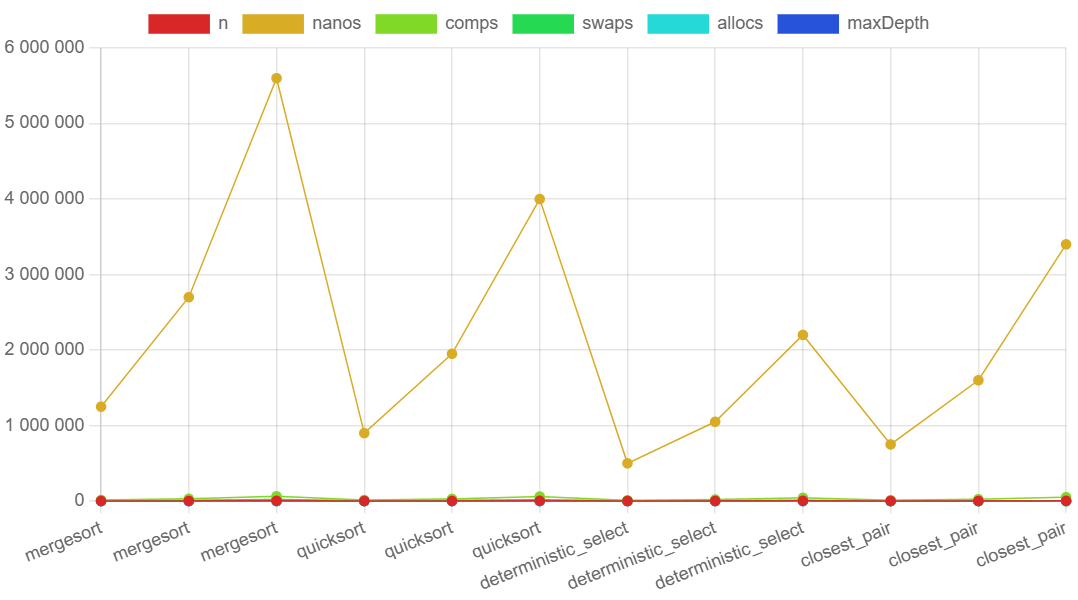 n nanos comps swaps allocs maxDepth
6 000 000
5 000 000
4 000 000
3 000 000
2 000 000
1 000 000
0
mergesort mergesort mergesort quicksort quicksort quicksort deterministic_select deterministic_select deterministic_select closest_pair closest_pair closest_pair